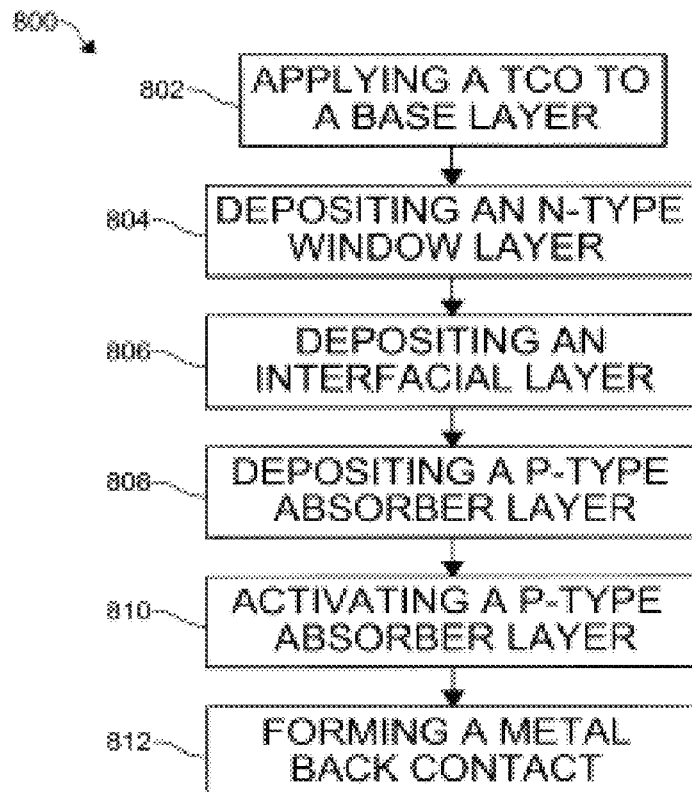 800
802
APPLYING A TCO TO
A BASE LAYER
804
DEPOSITING AN N-TYPE
WINDOW LAYER
806
DEPOSITING AN
INTERFACIAL LAYER
808
DEPOSITING A P-TYPE
ABSORBER LAYER
810
ACTIVATING A P-TYPE
ABSORBER LAYER
812
FORMING A METAL
BACK CONTACT